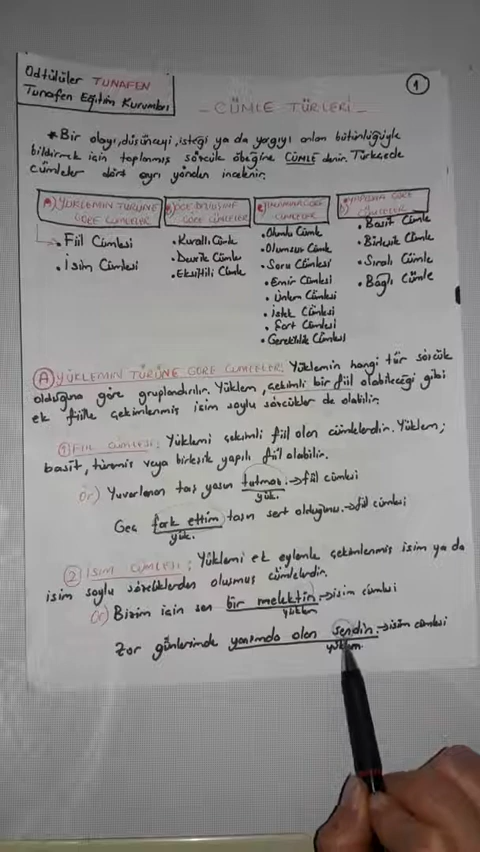 Odtülüler TUNAFEN
Tunafen Eğitim Kurumları
1
- CÜMLE TÜRLERİ -
* Bir olayı, düşünceyi, isteği ya da yargıyı anlam bütünlüğüyle
bildirmek için toplanmış sözcük öbeğine CÜMLE denir. Türkçede
cümleler dört ayrı yönden incelenir.
A) YÜKLEMİN TÜRÜNE GÖRE CÜMLELER
• Fiil Cümlesi
• İsim Cümlesi
ÖGE DİZİLİŞİNE GÖRE CÜMLELER
• Kurallı Cümle
• Devrik Cümle
• Eksiltili Cümle
CÜMLELER
• Olumlu Cümle
• Olumsuz Cümle
• Soru Cümlesi
• Emir Cümlesi
• Ünlem Cümlesi
• İstek Cümlesi
• Şart Cümlesi
• Gereklilik Cümlesi
CÜMLELER
• Basit Cümle
• Birleşik Cümle
• Sıralı Cümle
• Bağlı Cümle
A) YÜKLEMİN TÜRÜNE GÖRE CÜMLELER: Yüklemin hangi tür sözcük
olduğuna göre gruplandırılır. Yüklem, çekimli bir fiil olabileceği gibi
ek fiille çekimlenmiş isim soylu sözcükler de olabilir.
1) FİİL CÜMLESİ: Yüklemi çekimli fiil olan cümlelerdir. Yüklem;
basit, türemiş veya birleşik yapılı fiil olabilir.
Ör) Yuvarlanan taş yosun tutmaz. → fiil cümlesi
yük.
Geç fark ettim taşın sert olduğunu. → fiil cümlesi
yük.
2) İSİM CÜMLESİ: Yüklemi ek eylemle çekimlenmiş isim ya da
isim soylu sözcüklerden oluşmuş cümlelerdir.
Ör) Bizim için sen bir melektin → isim cümlesi
yüklem
Zor günlerimde yanımda olan sendin. → isim cümlesi
yüklem